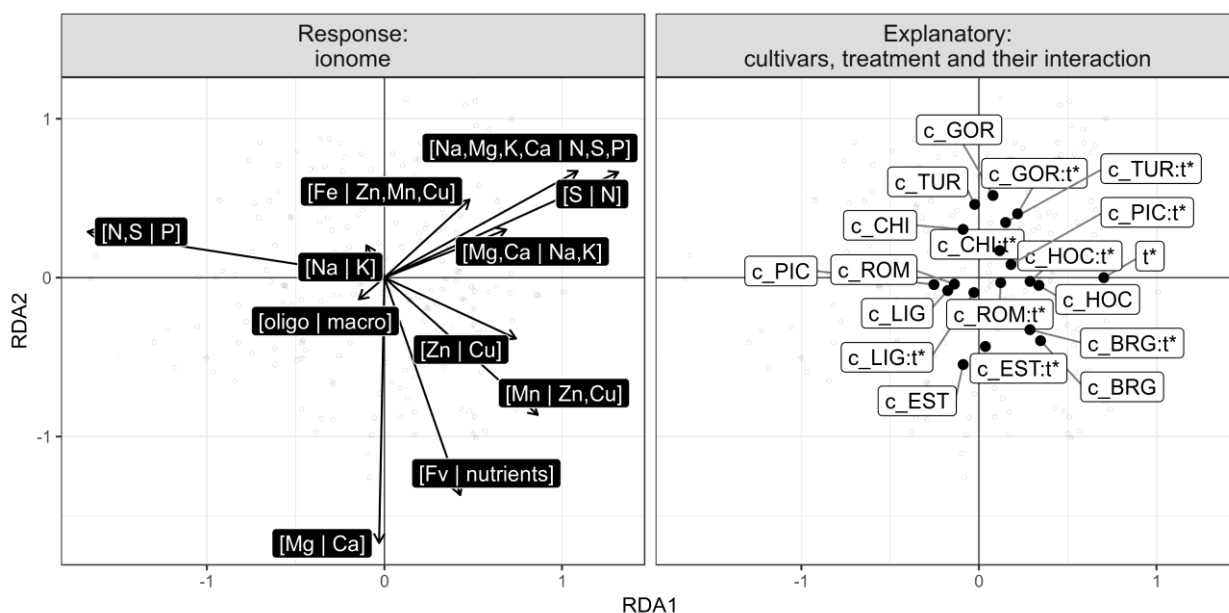 Response:
ionome
Explanatory:
cultivars, treatment and their interaction
RDA2
1
0
-1
[Na,Mg,K,Ca | N,S,P]
[Fe | Zn,Mn,Cu]
[S | N]
[N,S | P]
[Mg,Ca | Na,K]
[Na | K]
[oligo | macro]
[Zn | Cu]
[Mn | Zn,Cu]
[Fv | nutrients]
[Mg | Ca]
c_GOR
c_TUR
c_GOR:t*
c_TUR:t*
c_CHI
c_PIC:t*
c_CHI:t*
c_HOC:t*
t*
c_PIC
c_ROM
c_HOC
c_LIG
c_ROM:t*
c_LIG:t*
c_BRG:t*
c_EST:t*
c_BRG
c_EST
-1
0
1
-1
0
1
RDA1